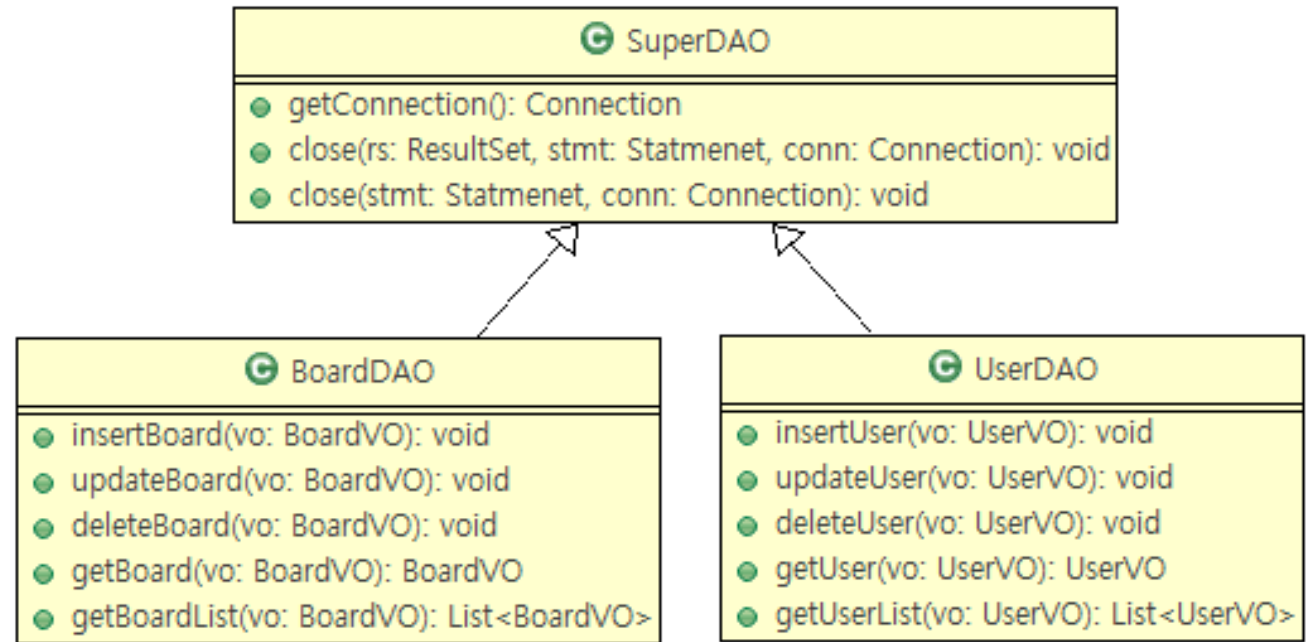 SuperDAO
getConnection(): Connection
close(rs: ResultSet, stmt: Statmenet, conn: Connection): void
close(stmt: Statmenet, conn: Connection): void
BoardDAO
insertBoard(vo: BoardVO): void
updateBoard(vo: BoardVO): void
deleteBoard(vo: BoardVO): void
getBoard(vo: BoardVO): BoardVO
getBoardList(vo: BoardVO): List<BoardVO>
UserDAO
insertUser(vo: UserVO): void
updateUser(vo: UserVO): void
deleteUser(vo: UserVO): void
getUser(vo: UserVO): UserVO
getUserList(vo: UserVO): List<UserVO>